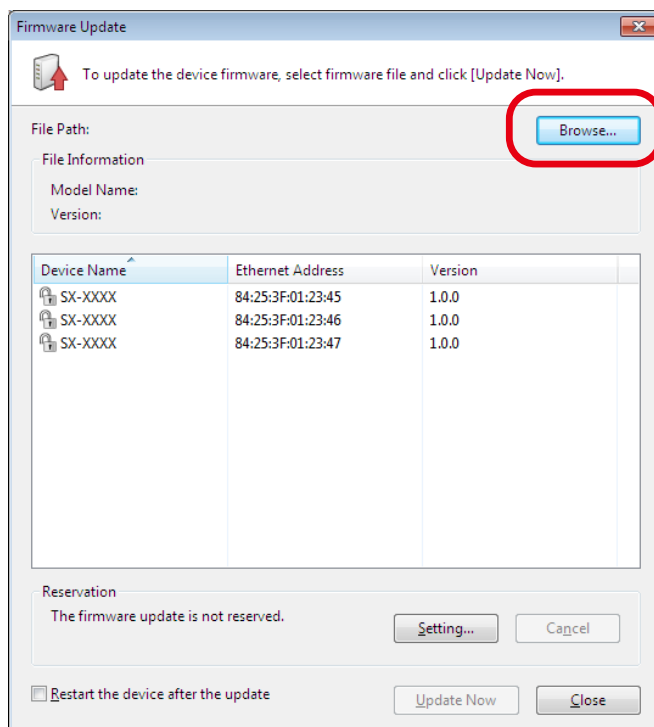 Firmware Update
To update the device firmware, select firmware file and click [Update Now].
File Path:
Browse...
File Information
Model Name:
Version:
Device Name Ethernet Address Version
SX-XXXX 84:25:3F:01:23:45 1.0.0
SX-XXXX 84:25:3F:01:23:46 1.0.0
SX-XXXX 84:25:3F:01:23:47 1.0.0
Reservation
The firmware update is not reserved.
Setting... Cancel
Restart the device after the update
Update Now Close